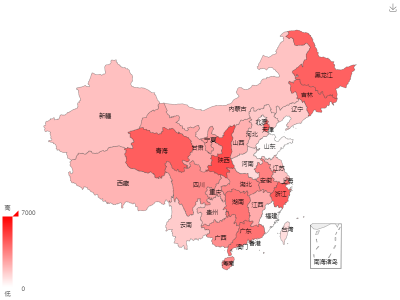 黑龙江
吉林
辽宁
内蒙古
新疆
北京
天津
河北
山西
山东
宁夏
青海
甘肃
陕西
河南
江苏
西藏
四川
重庆
湖北
安徽
上海
浙江
湖南
江西
贵州
福建
云南
台湾
广西
广东
香港
澳门
海南
南海诸岛
高
7000
0
低